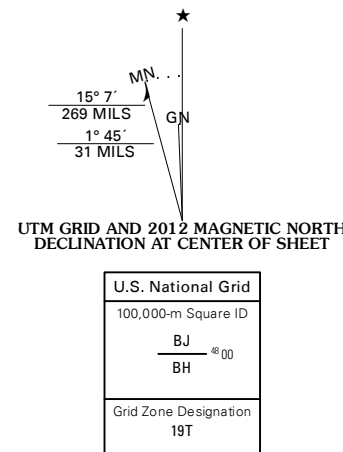 ★
MN
15° 7´
269 MILS
GN
1° 45´
31 MILS
UTM GRID AND 2012 MAGNETIC NORTH
DECLINATION AT CENTER OF SHEET
U.S. National Grid
100,000-m Square ID
BJ
48 00
BH
Grid Zone Designation
19T